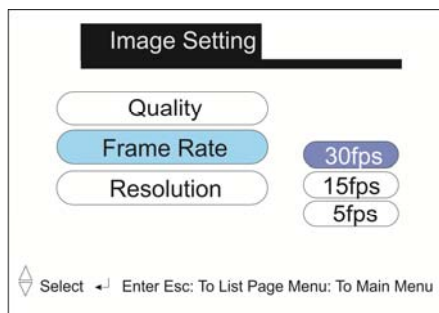 Image Setting
Quality
Frame Rate
Resolution
30fps
15fps
5fps
Select ↵ Enter Esc: To List Page Menu: To Main Menu